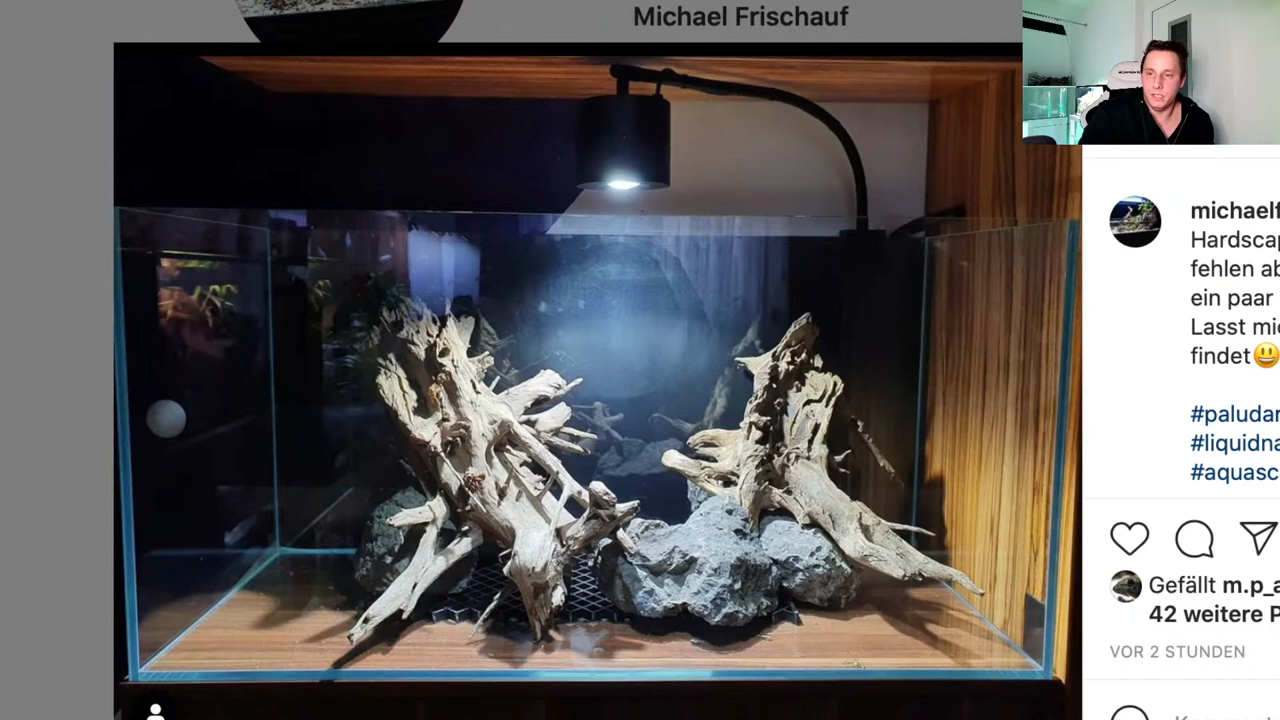 Michael Frischauf
michaelf
Hardscap
fehlen ab
ein paar
Lasst mi
findet😃
#paludar
#liquidna
#aquasc
Gefällt m.p_a
42 weitere P
VOR 2 STUNDEN